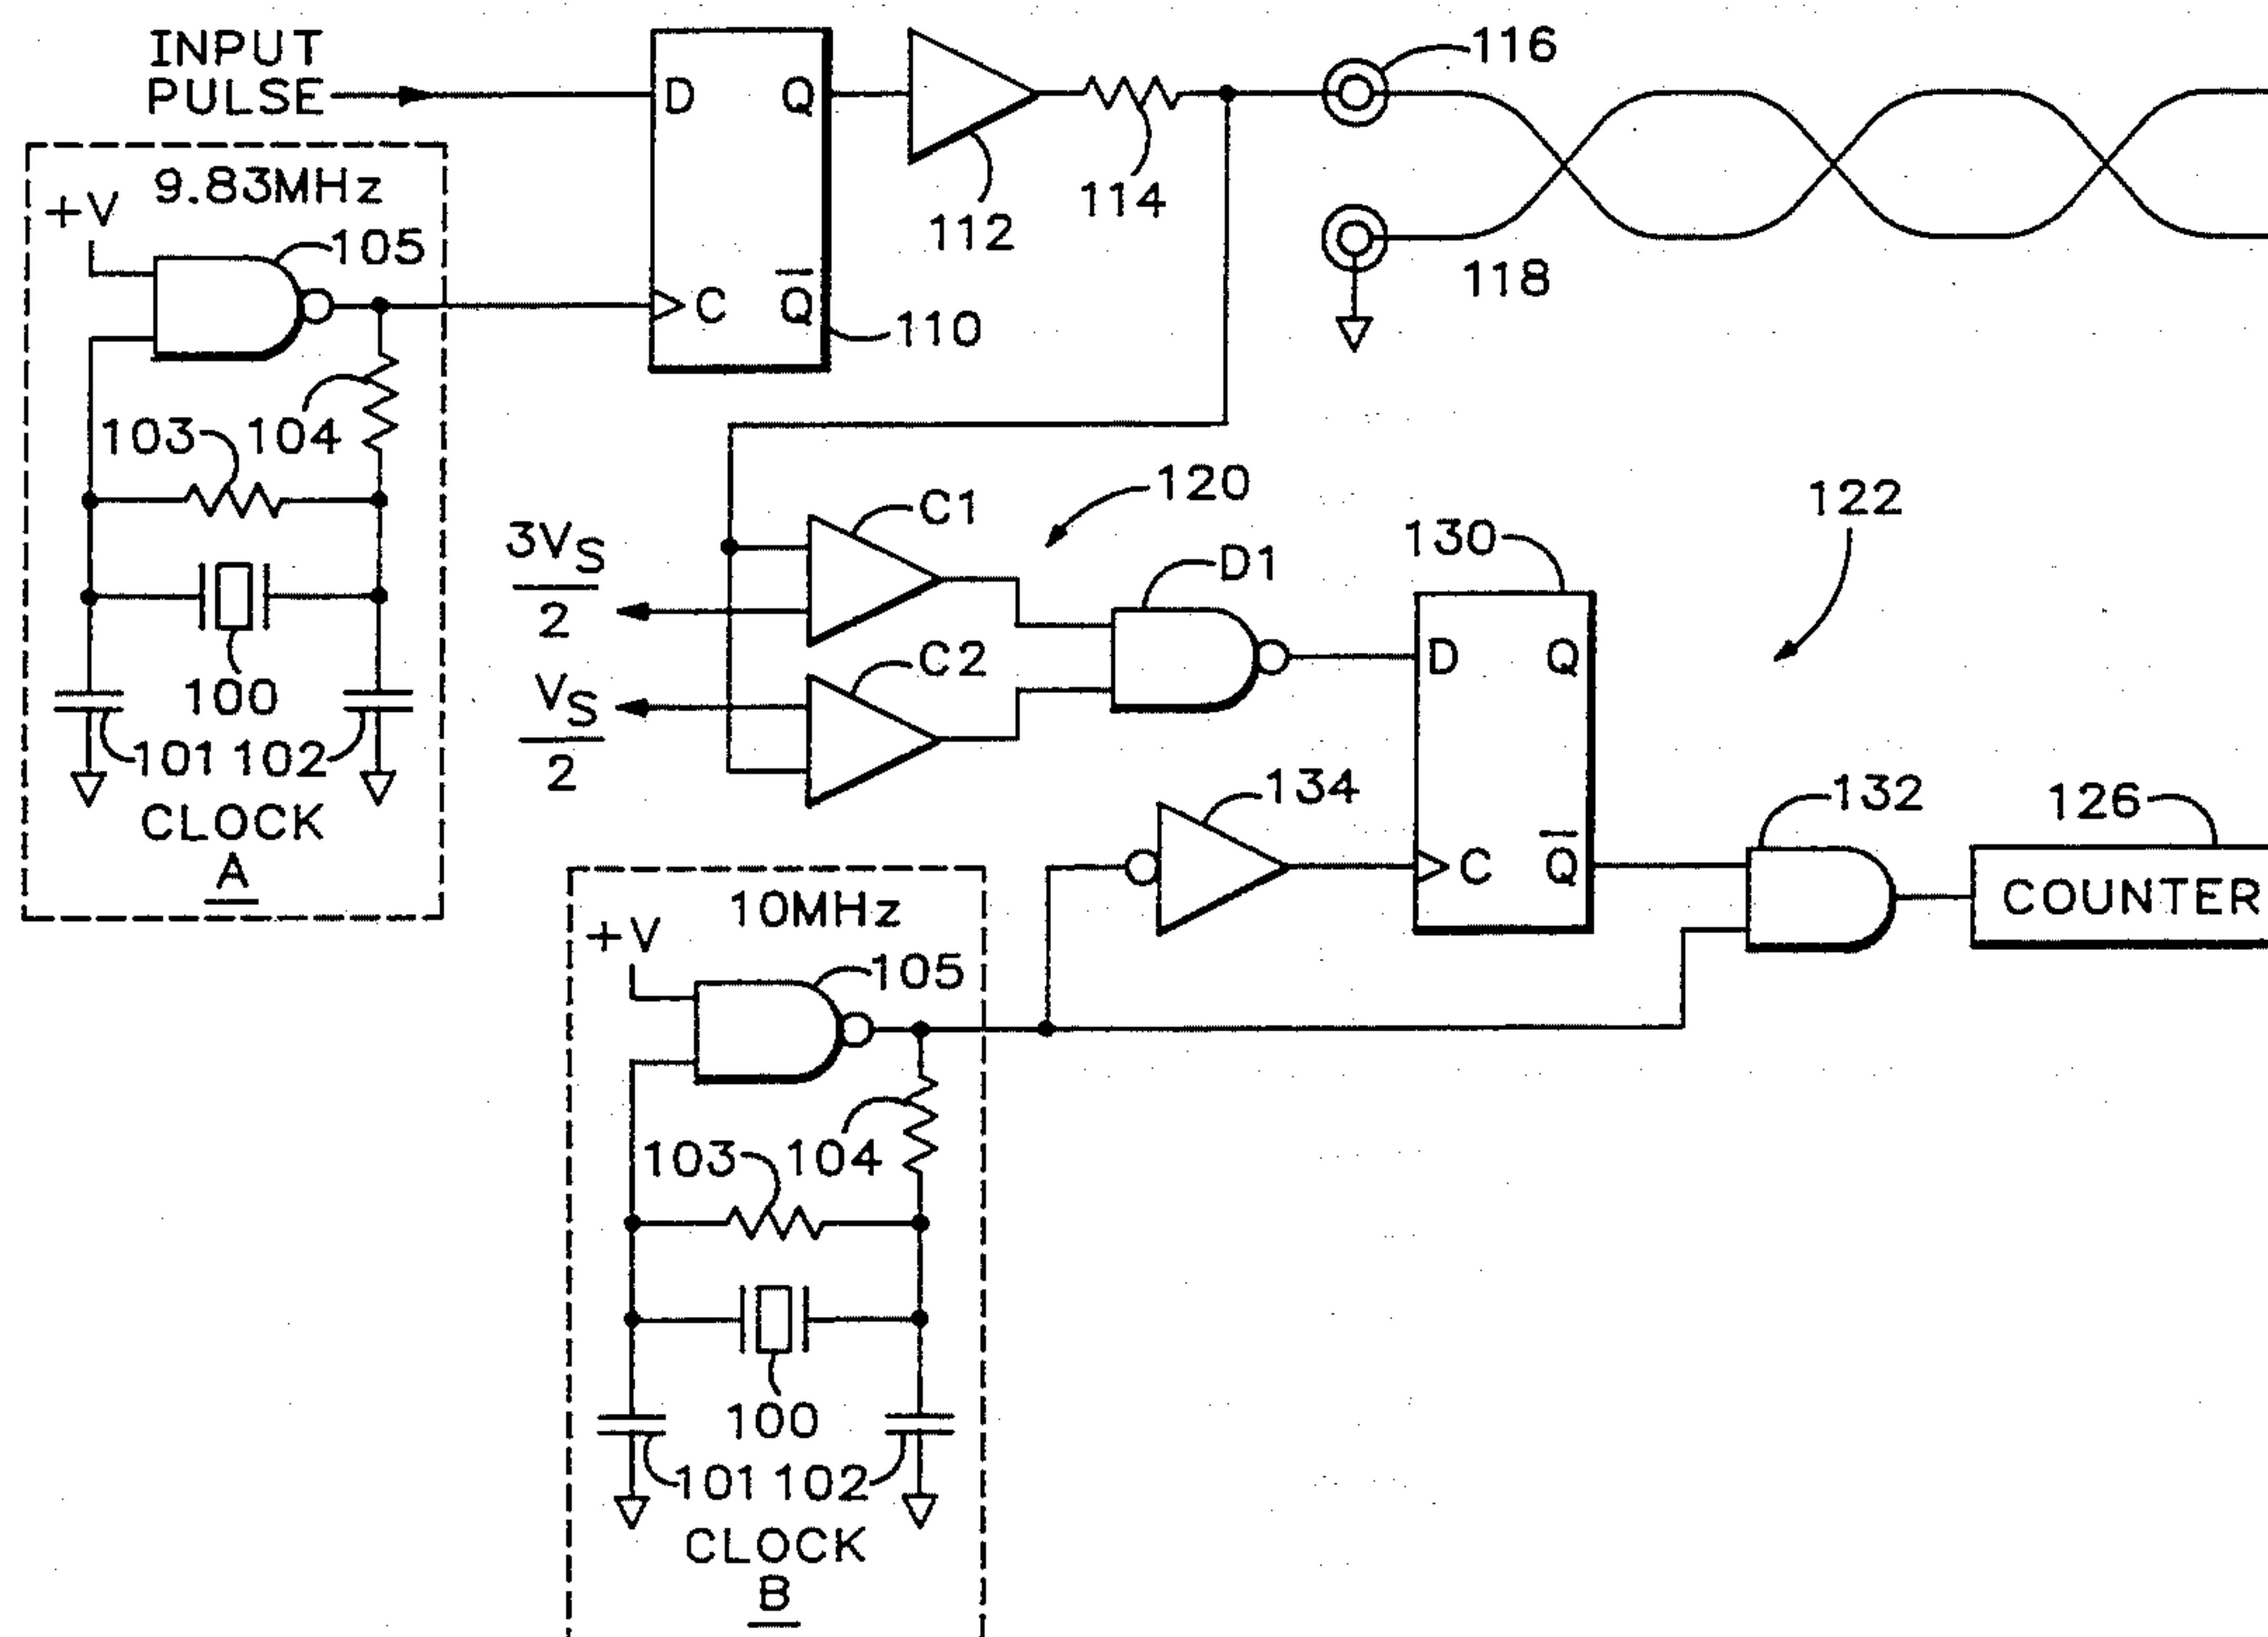 INPUT
PULSE
D
Q
C
Q
110
112
114
116
118
9.83MHz
+V
105
103
104
100
101
102
CLOCK
A
C1
120
3VS
2
C2
VS
2
D1
130
122
D
Q
C
Q
134
132
126
COUNTER
10MHz
+V
105
103
104
100
101
102
CLOCK
B